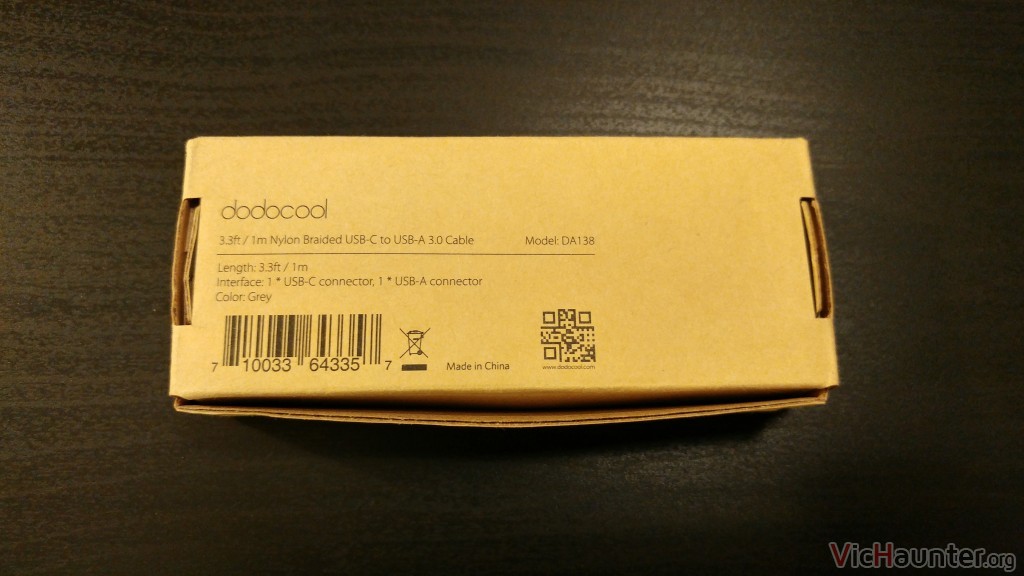 dodocool
3.3ft / 1m Nylon Braided USB-C to USB-A 3.0 Cable Model: DA138
Length: 3.3ft / 1m
Interface: 1 * USB-C connector, 1 * USB-A connector
Color: Grey
7 10033 64335 7
Made in China
www.dodocool.com
VicHaunter.org